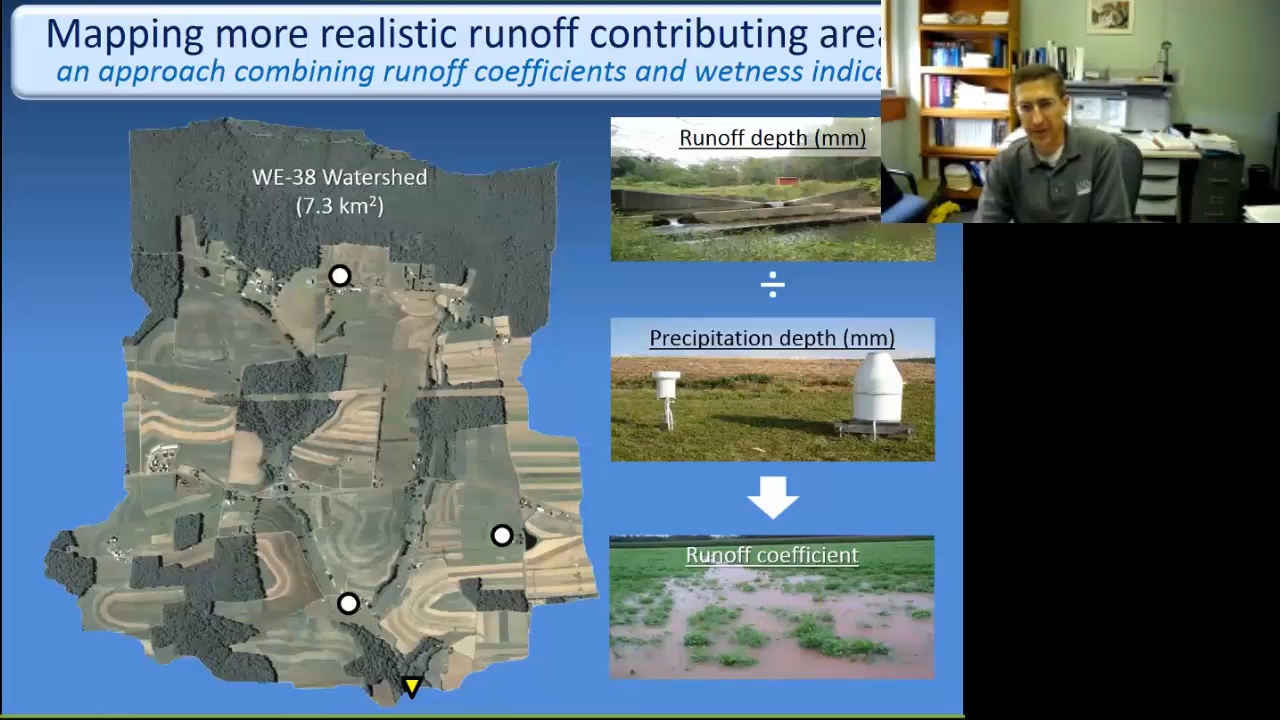 Mapping more realistic runoff contributing are
an approach combining runoff coefficients and wetness indice
WE-38 Watershed
(7.3 km²)
Runoff depth (mm)
÷
Precipitation depth (mm)
Runoff coefficient